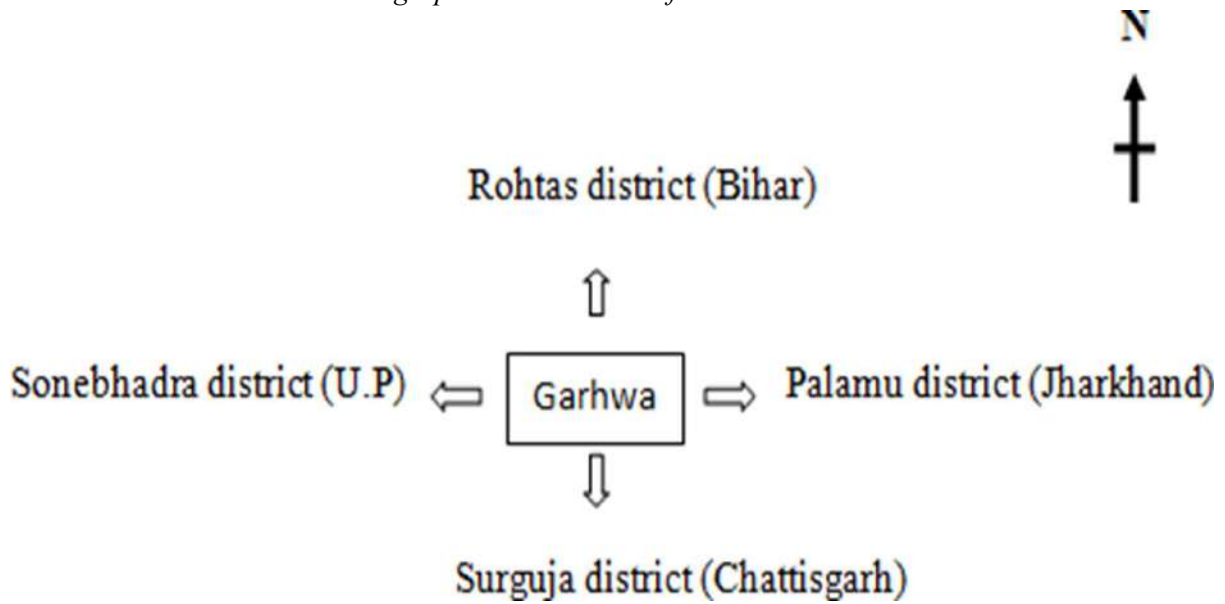 N
Rohtas district (Bihar)
Sonebhadra district (U.P) Garhwa Palamu district (Jharkhand)
Surguja district (Chattisgarh)